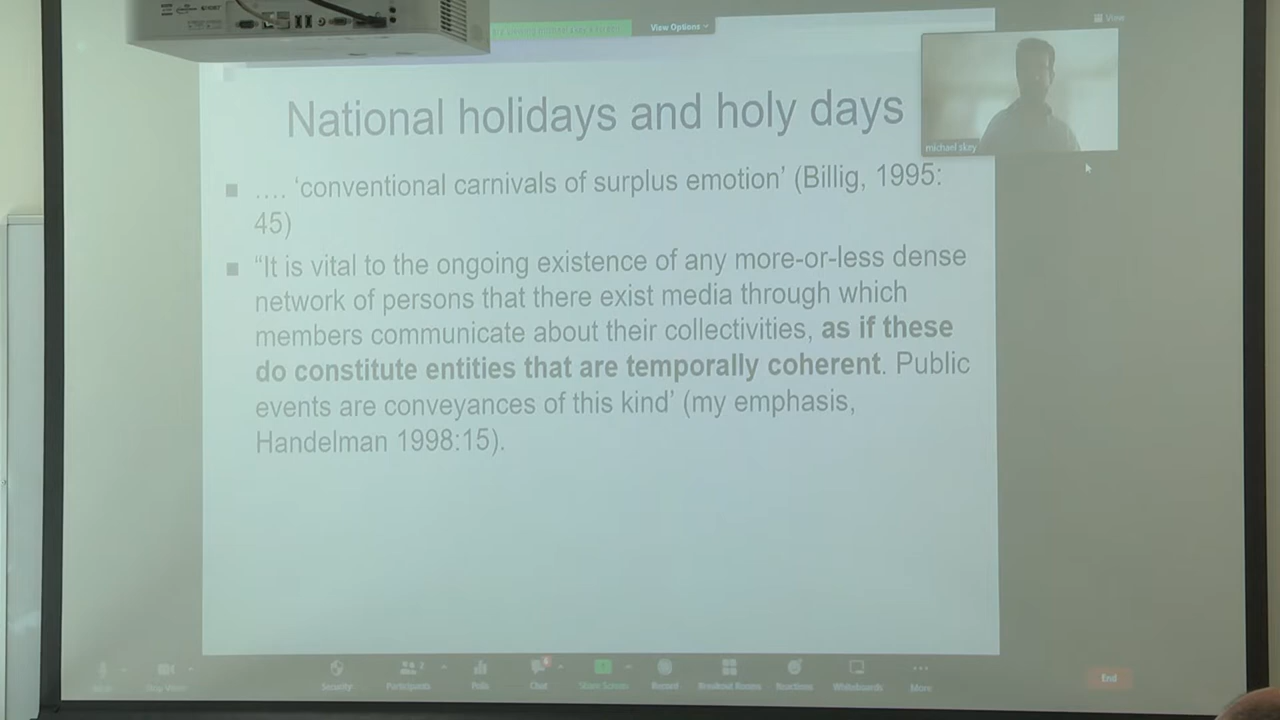 View Options
View
National holidays and holy days
michael skey
.... ‘conventional carnivals of surplus emotion’ (Billig, 1995:
45)
“It is vital to the ongoing existence of any more-or-less dense
network of persons that there exist media through which
members communicate about their collectivities, as if these
do constitute entities that are temporally coherent. Public
events are conveyances of this kind’ (my emphasis,
Handelman 1998:15).
Stop Video Security Participants 2 Polls Chat Share Screen Record Breakout Rooms Reactions Whiteboards More End